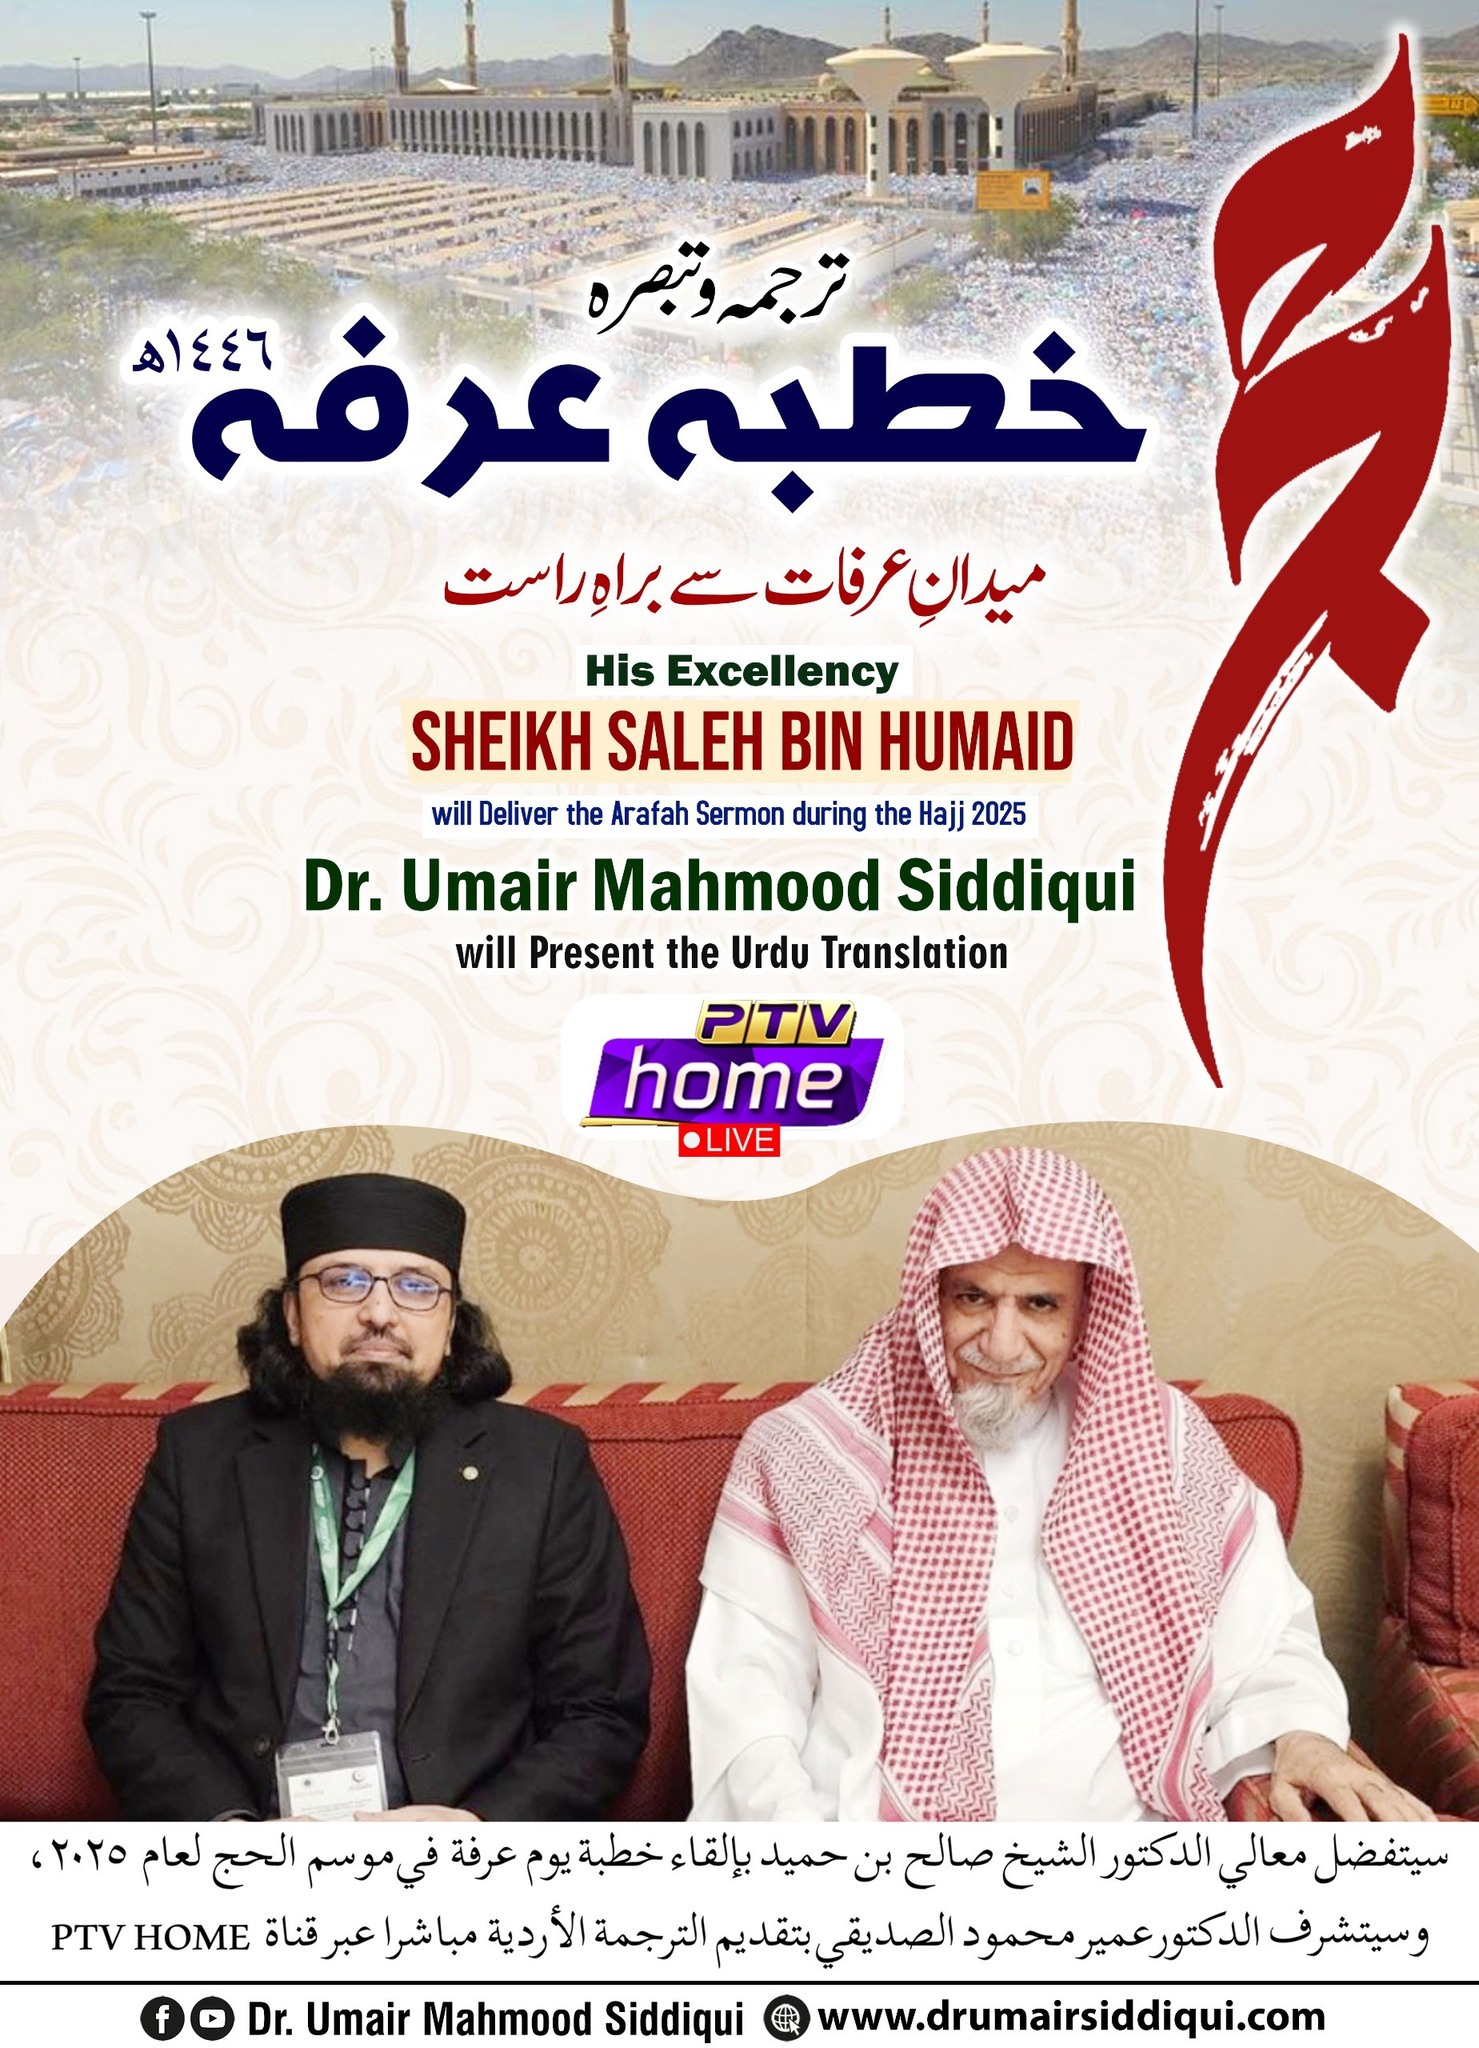 حج
ترجمہ و تبصرہ
خطبہ عرفہ ١٤٤٦ھ
میدانِ عرفات سے براہِ راست
His Excellency
SHEIKH SALEH BIN HUMAID
will Deliver the Arafah Sermon during the Hajj 2025
Dr. Umair Mahmood Siddiqui
will Present the Urdu Translation
PTV
home
LIVE
سيتفضل معالي الدكتور الشيخ صالح بن حميد بإلقاء خطبة يوم عرفة في موسم الحج لعام ٢٠٢٥،
وسيتشرف الدكتور عمير محمود الصديقي بتقديم الترجمة الأردية مباشرا عبر قناة PTV HOME
Dr. Umair Mahmood Siddiqui www.drumairsiddiqui.com